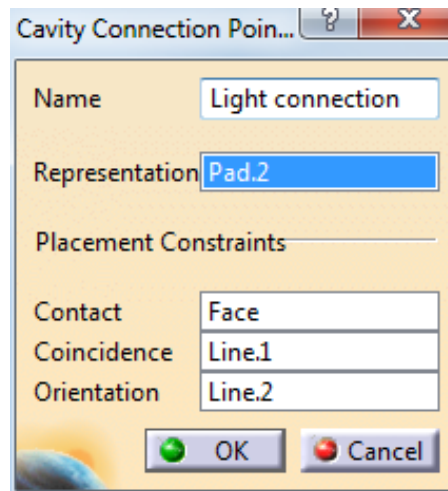 Cavity Connection Poin... ? X
Name Light connection
Representation Pad.2
Placement Constraints
Contact Face
Coincidence Line.1
Orientation Line.2
OK Cancel